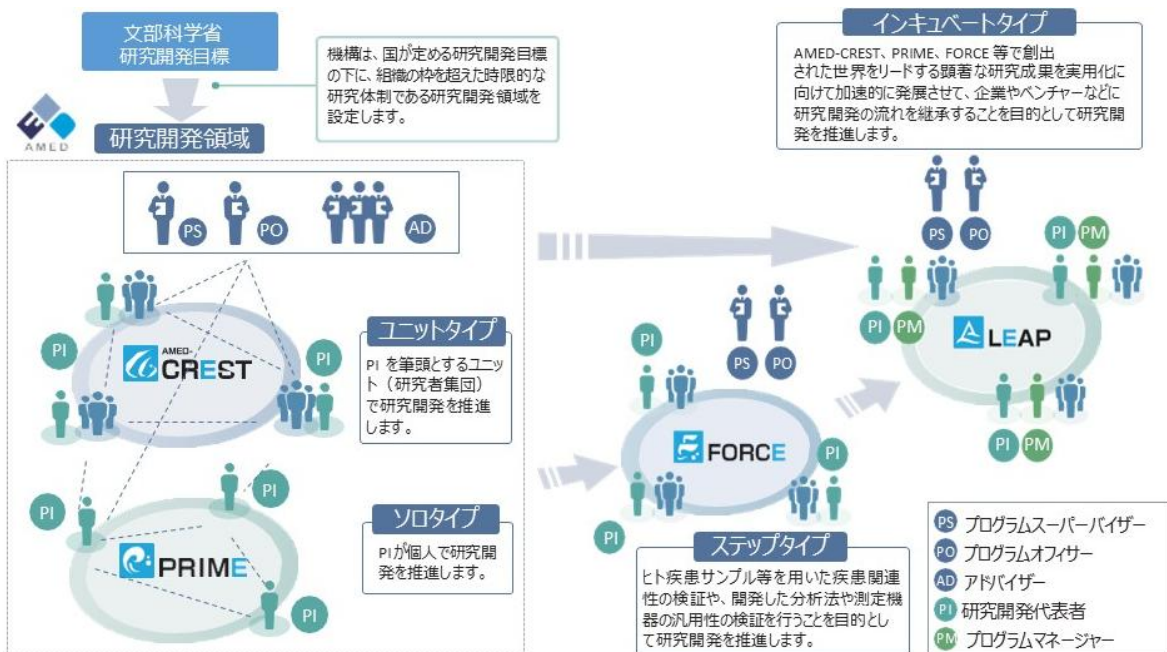 文部科学省
研究開発目標
機構は、国が定める研究開発目標
の下に、組織の枠を超えた時限的な
研究体制である研究開発領域を
設定します。
AMED
研究開発領域
PS
PO
AD
PI
AMED-
CREST
PI
ユニットタイプ
PI を筆頭とするユニッ
ト（研究者集団）
で研究開発を推進
します。
PI
PI
PRIME
PI
ソロタイプ
PIが個人で研究開
発を推進します。
PS
PO
PI
FORCE
PI
PI
ステップタイプ
ヒト疾患サンプル等を用いた疾患関連
性の検証や、開発した分析法や測定機
器の汎用性の検証を行うことを目的とし
て研究開発を推進します。
インキュベートタイプ
AMED-CREST、PRIME、FORCE 等で創出
された世界をリードする顕著な研究成果を実用化に
向けて加速的に発展させて、企業やベンチャーなどに
研究開発の流れを継承することを目的として研究開
発を推進します。
PS
PO
PI PM
PI PM
LEAP
PI PM
PS プログラムスーパーバイザー
PO プログラムオフィサー
AD アドバイザー
PI 研究開発代表者
PM プログラムマネージャー